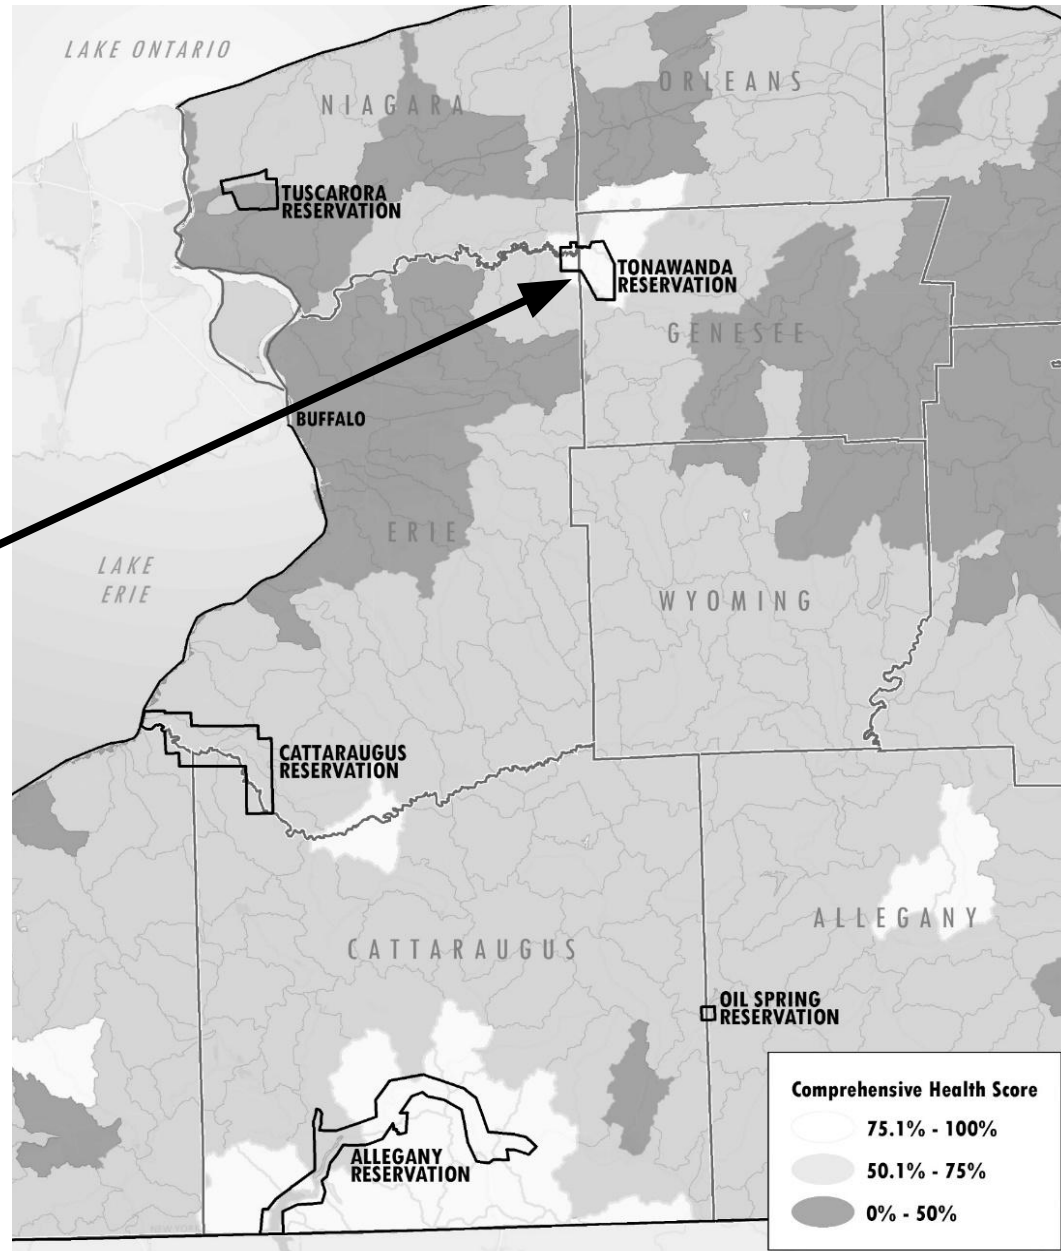 LAKE ONTARIO
NIAGARA
ORLEANS
TUSCARORA
RESERVATION
TONAWANDA
RESERVATION
GENESEE
BUFFALO
ERIE
LAKE
ERIE
WYOMING
CATTARAUGUS
RESERVATION
ALLEGANY
CATTARAUGUS
OIL SPRING
RESERVATION
ALLEGANY
RESERVATION
Comprehensive Health Score
75.1% - 100%
50.1% - 75%
0% - 50%